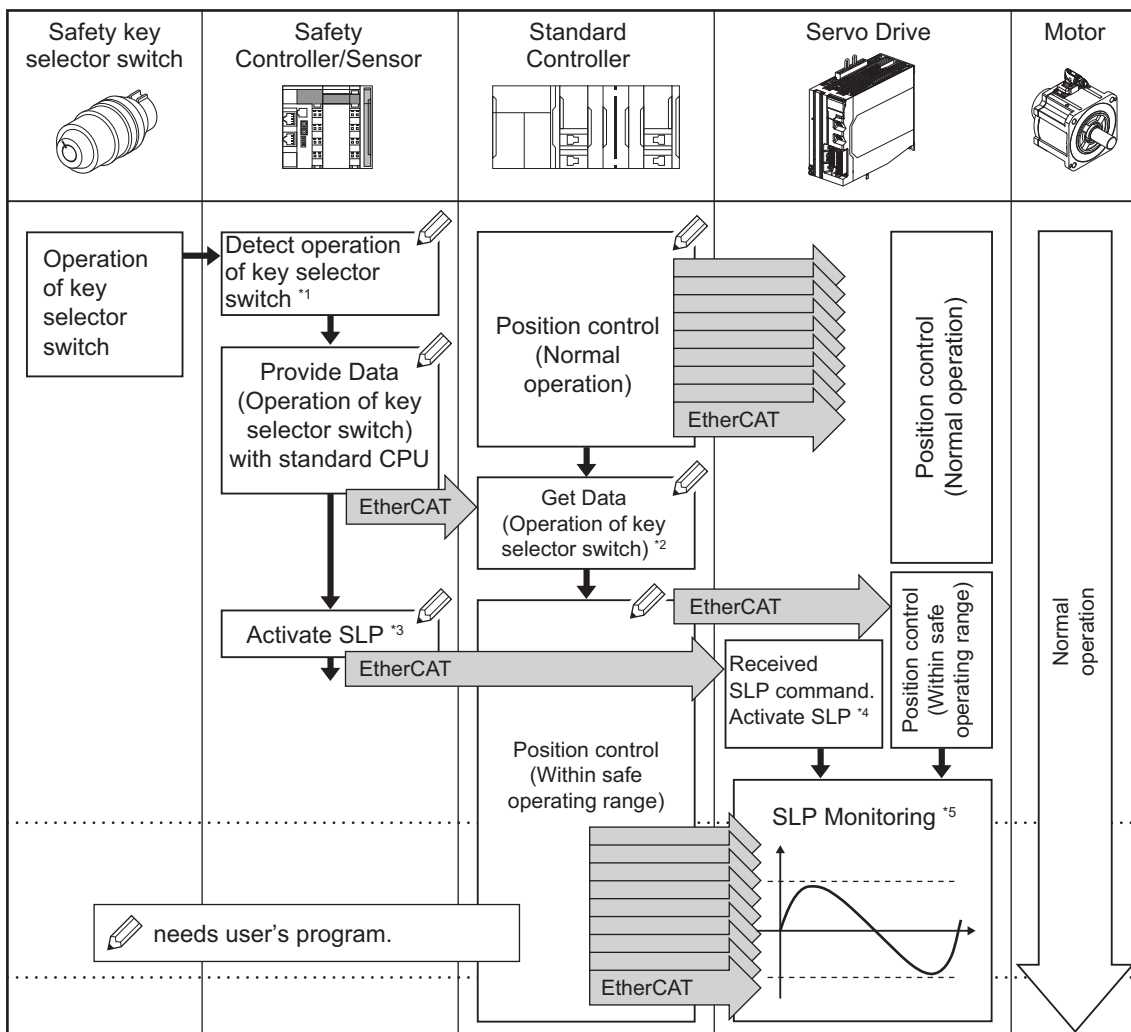 Safety key
selector switch
Safety
Controller/Sensor
Standard
Controller
Servo Drive
Motor
Operation
of key
selector
switch
Detect operation
of key selector
switch *1
Provide Data
(Operation of key
selector switch)
with standard CPU
EtherCAT
Activate SLP *3
EtherCAT
Position control
(Normal
operation)
EtherCAT
Get Data
(Operation of key
selector switch) *2
EtherCAT
Position control
(Within safe
operating range)
EtherCAT
Position control
(Normal operation)
Received
SLP command.
Activate SLP *4
Position control
(Within safe
operating range)
SLP Monitoring *5
Normal
operation
needs user's program.